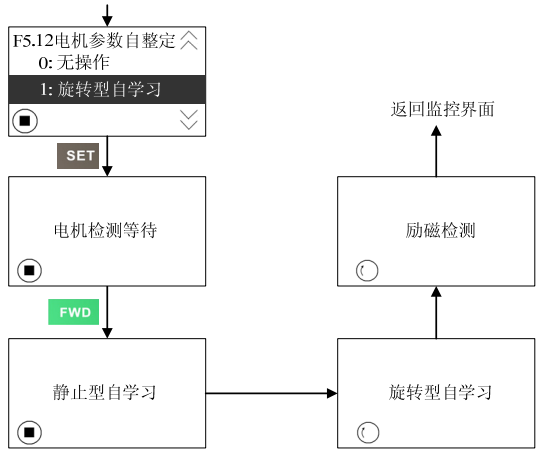 F5.12电机参数自整定
0: 无操作
1: 旋转型自学习
SET
电机检测等待
FWD
静止型自学习
旋转型自学习
励磁检测
返回监控界面